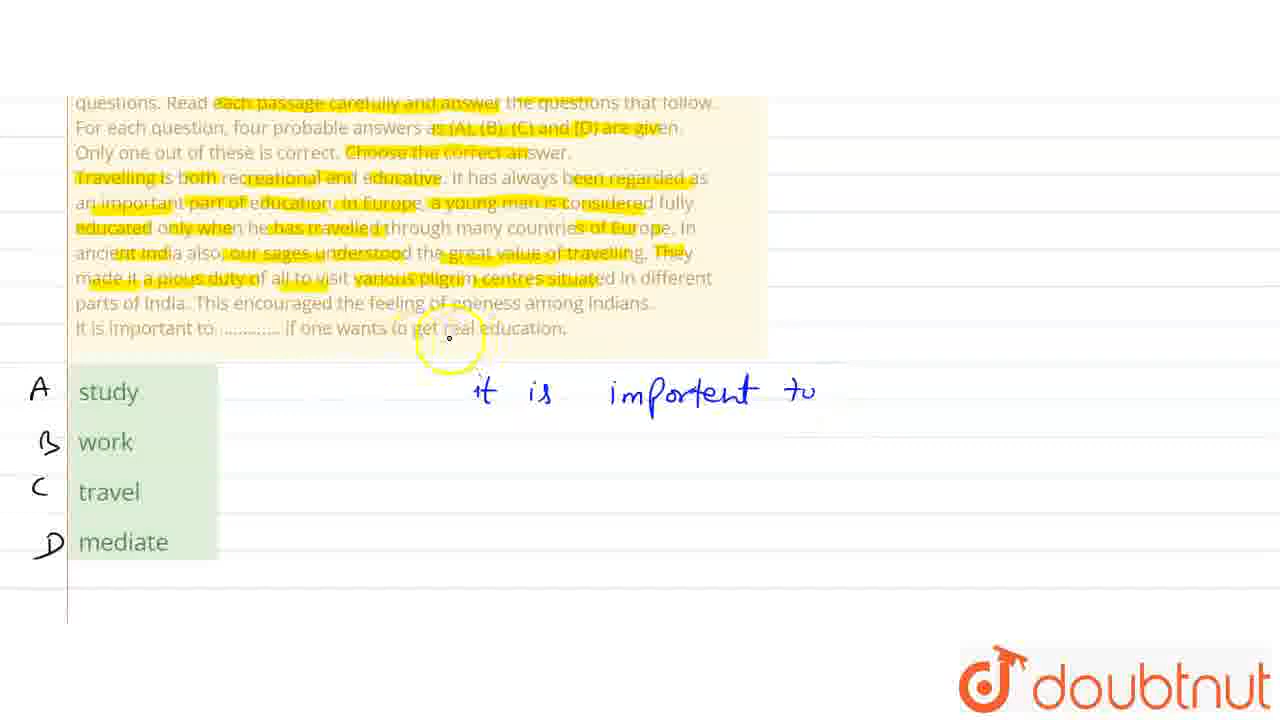 questions. Read each passage carefully and answer the questions that follow.
For each question, four probable answers as (A), (B), (C) and (D) are given.
Only one out of these is correct. Choose the correct answer.
Travelling is both recreational end educative. It has always been regarded as
an important part of education. In Europe, a young man is considered fully
educated only when he has travelled through many countries of Europe. In
ancient India also, our sages understood the great value of travelling. They
made it a pious duty of all to visit various pilgrim centres situated in different
parts of India. This encouraged the feeling of oneness among Indians.
It is important to ............. if one wants to get real education.
A study it is importent to
B work
C travel
D mediate
doubtnut